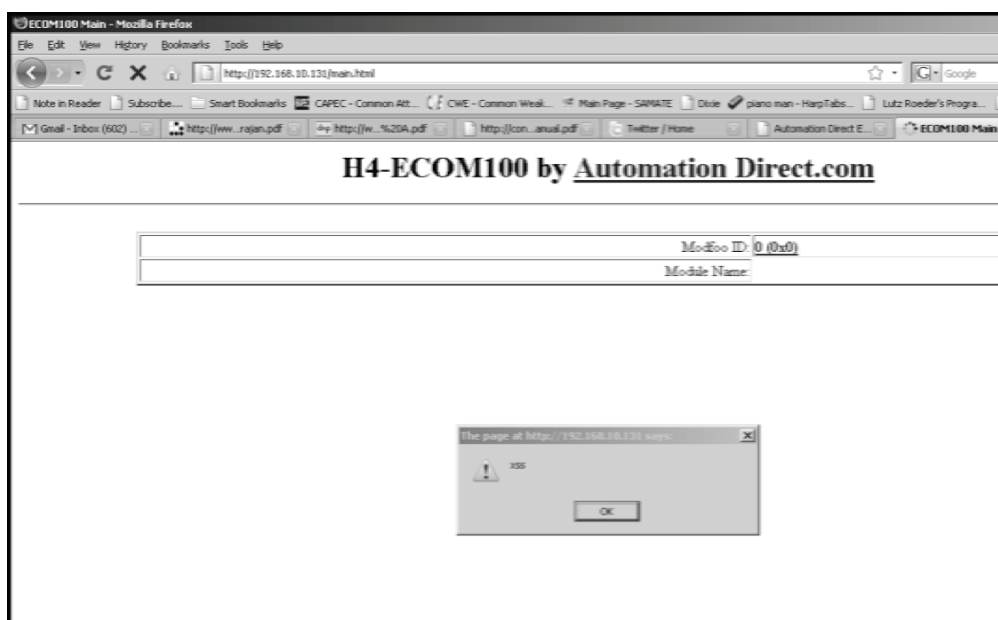 ECOM100 Main - Mozilla Firefox
File Edit View History Bookmarks Tools Help
http://192.168.10.131/main.html
G Google
Note in Reader Subscribe... Smart Bookmarks CAPEC - Common Att... CWE - Common Weak... Main Page - SAMATE Dixie piano man - HarpTabs... Lutz Roeder's Progra...
Gmail - Inbox (602) ... http://www...rajan.pdf http://w...%20A.pdf http://con...anual.pdf Twitter / Home Automation Direct E... ECOM100 Main
H4-ECOM100 by Automation Direct.com
Modfoo ID: 0 (0x0)
Module Name:
The page at http://192.168.10.131 says:
xss
OK